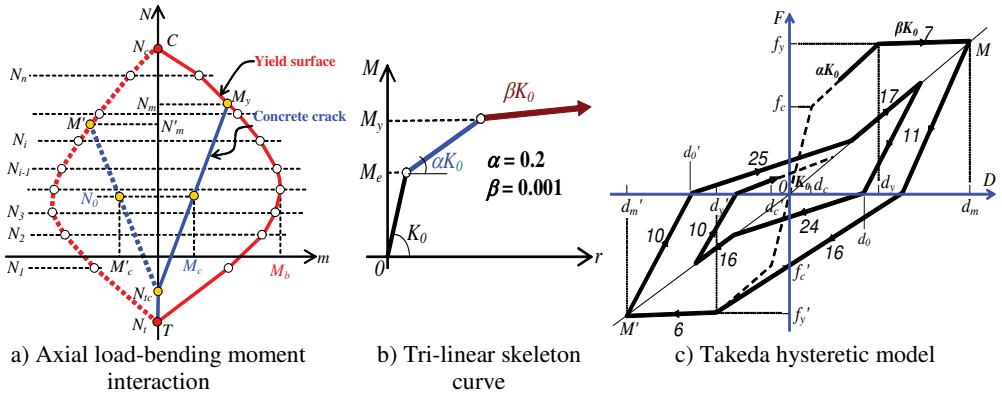 N
N_c C
N_n
Yield surface
N_m M_y
Concrete crack
M' N'_m
N_i
N_{i-1}
N_0
N_3
N_2
N_1 M'_c M_c M_b m
N_{tc}
N_t T
a) Axial load-bending moment
interaction
M
βK_0
M_y
αK_0 α = 0.2
M_e β = 0.001
K_0
0 r
b) Tri-linear skeleton
curve
F
βK_0 7
f_y M
αK_0
f_c 17
11
d_0' 25
0
d_m' d_y' d_c' K_0 d_c d_y d_m D
10 10 24 d_0
16 16
f_c'
M' 6 f_y'
c) Takeda hysteretic model